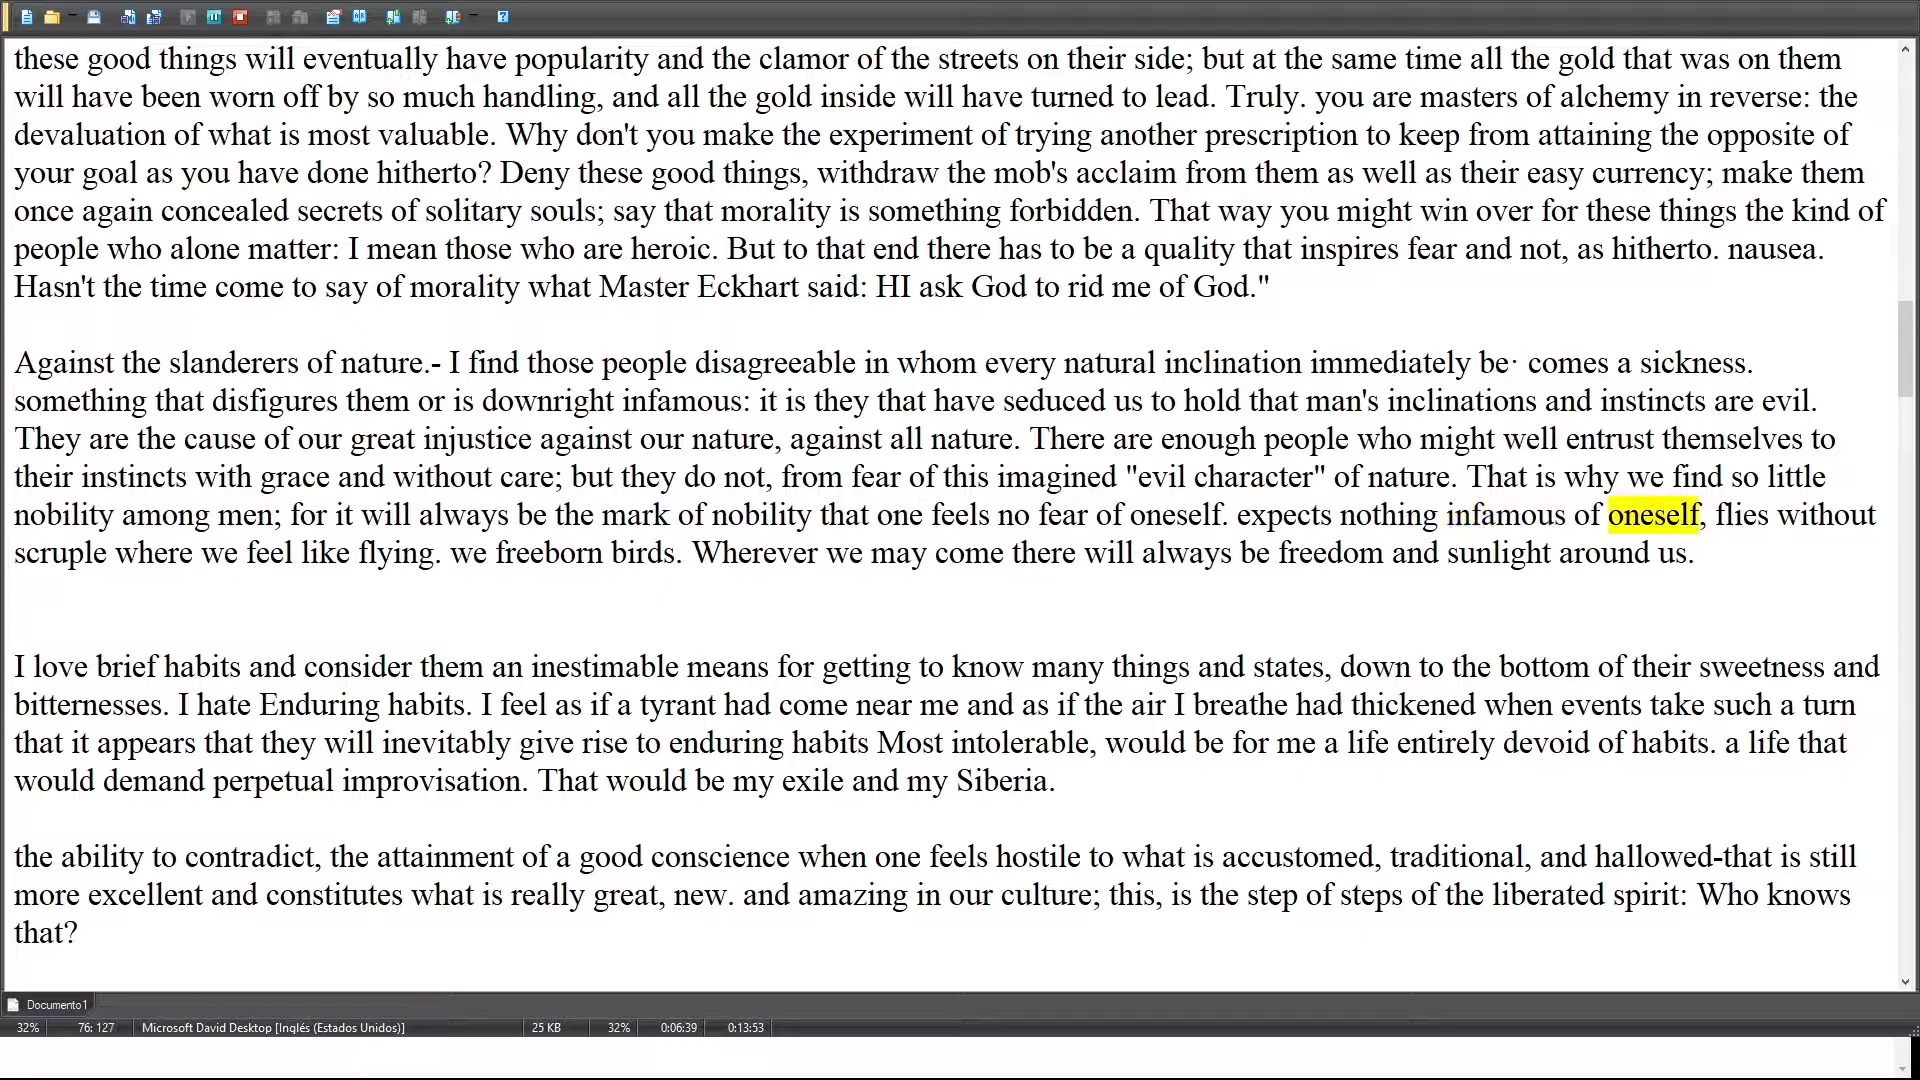 these good things will eventually have popularity and the clamor of the streets on their side; but at the same time all the gold that was on them
will have been worn off by so much handling, and all the gold inside will have turned to lead. Truly. you are masters of alchemy in reverse: the
devaluation of what is most valuable. Why don't you make the experiment of trying another prescription to keep from attaining the opposite of
your goal as you have done hitherto? Deny these good things, withdraw the mob's acclaim from them as well as their easy currency; make them
once again concealed secrets of solitary souls; say that morality is something forbidden. That way you might win over for these things the kind of
people who alone matter: I mean those who are heroic. But to that end there has to be a quality that inspires fear and not, as hitherto. nausea.
Hasn't the time come to say of morality what Master Eckhart said: HI ask God to rid me of God."
Against the slanderers of nature.- I find those people disagreeable in whom every natural inclination immediately be· comes a sickness.
something that disfigures them or is downright infamous: it is they that have seduced us to hold that man's inclinations and instincts are evil.
They are the cause of our great injustice against our nature, against all nature. There are enough people who might well entrust themselves to
their instincts with grace and without care; but they do not, from fear of this imagined "evil character" of nature. That is why we find so little
nobility among men; for it will always be the mark of nobility that one feels no fear of oneself. expects nothing infamous of oneself, flies without
scruple where we feel like flying. we freeborn birds. Wherever we may come there will always be freedom and sunlight around us.
I love brief habits and consider them an inestimable means for getting to know many things and states, down to the bottom of their sweetness and
bitternesses. I hate Enduring habits. I feel as if a tyrant had come near me and as if the air I breathe had thickened when events take such a turn
that it appears that they will inevitably give rise to enduring habits Most intolerable, would be for me a life entirely devoid of habits. a life that
would demand perpetual improvisation. That would be my exile and my Siberia.
the ability to contradict, the attainment of a good conscience when one feels hostile to what is accustomed, traditional, and hallowed-that is still
more excellent and constitutes what is really great, new. and amazing in our culture; this, is the step of steps of the liberated spirit: Who knows
that?
Documento1
32% 76: 127 Microsoft David Desktop [Inglés (Estados Unidos)] 25 KB 32% 0:06:39 0:13:53